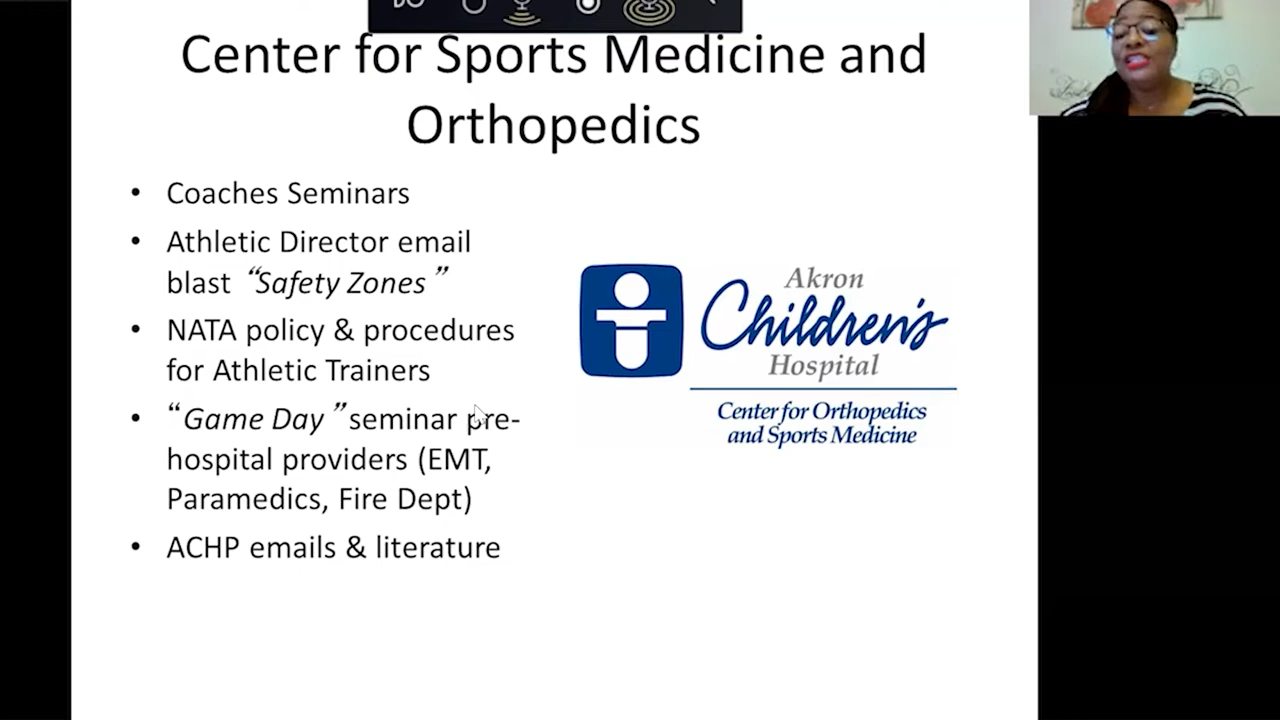 Center for Sports Medicine and
Orthopedics
• Coaches Seminars
• Athletic Director email
blast “Safety Zones”
• NATA policy & procedures
for Athletic Trainers
• “Game Day” seminar pre-
hospital providers (EMT,
Paramedics, Fire Dept)
• ACHP emails & literature
Akron
Children's
Hospital
Center for Orthopedics
and Sports Medicine